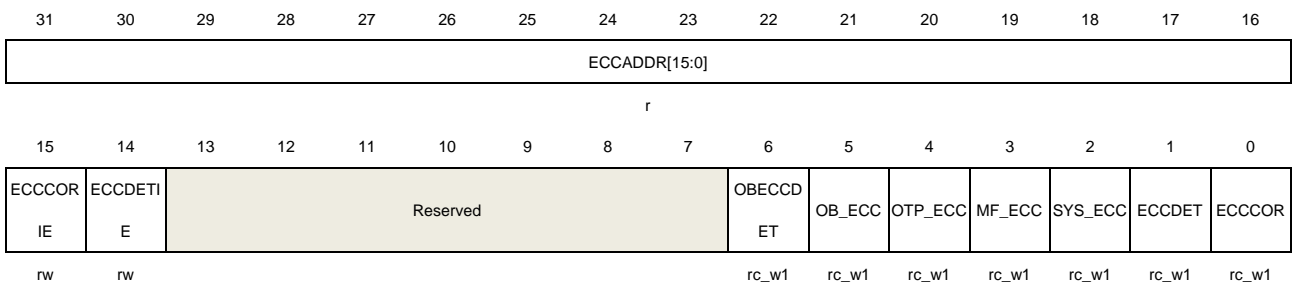 31 30 29 28 27 26 25 24 23 22 21 20 19 18 17 16
ECCADDR[15:0]
r
15 14 13 12 11 10 9 8 7 6 5 4 3 2 1 0
ECCCOR ECCDETI OBECCD
Reserved OB_ECC OTP_ECC MF_ECC SYS_ECC ECCDET ECCCOR
IE E ET
rw rw rc_w1 rc_w1 rc_w1 rc_w1 rc_w1 rc_w1 rc_w1